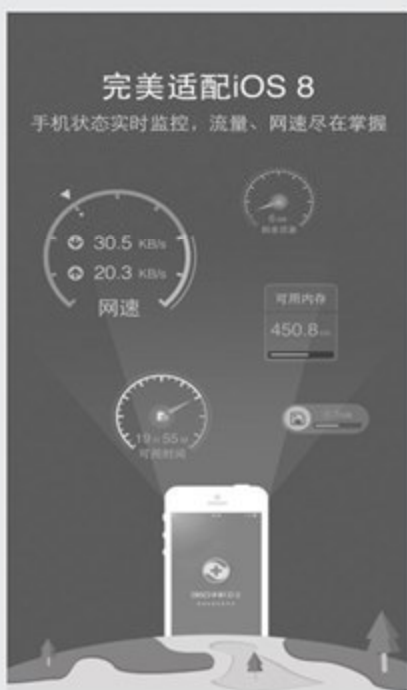 完美适配iOS 8
手机状态实时监控，流量、网速尽在掌握
30.5 KB/s
20.3 KB/s
网速
可用内存
450.8
可用时间